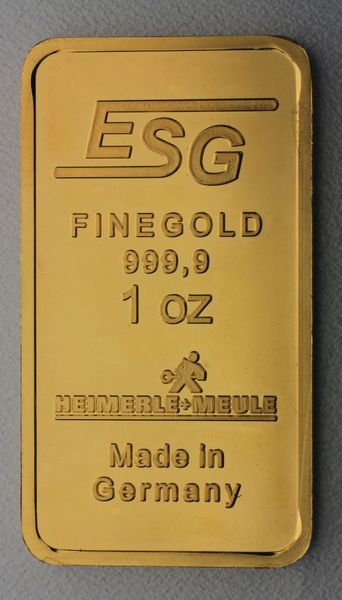 ESG
FINEGOLD
999,9
1 oz
HEIMERLE+MEULE
Made in
Germany